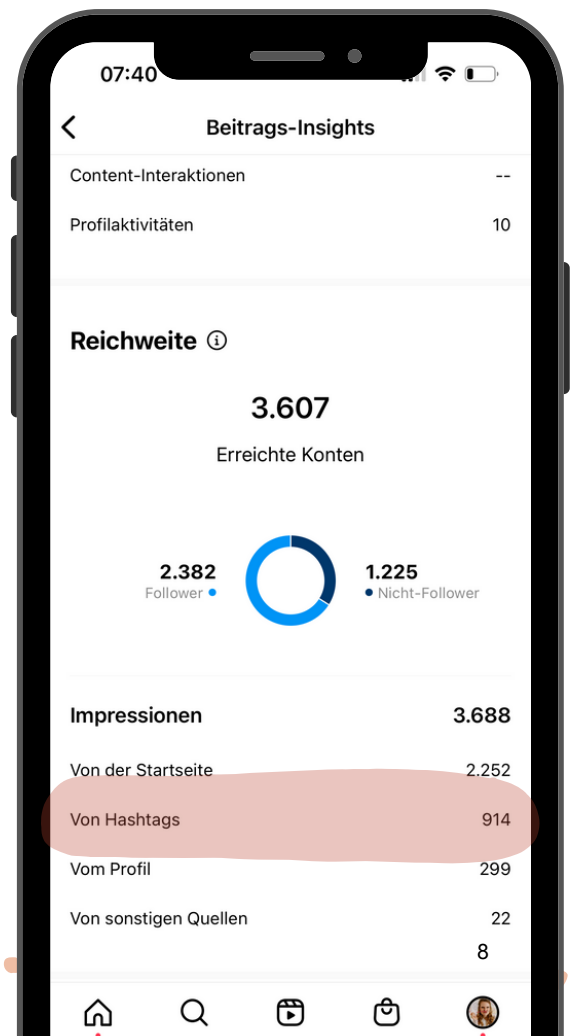 07:40
Beitrags-Insights
Content-Interaktionen --
Profilaktivitäten 10
Reichweite
3.607
Erreichte Konten
2.382 1.225
Follower Nicht-Follower
Impressionen 3.688
Von der Startseite 2.252
Von Hashtags 914
Vom Profil 299
Von sonstigen Quellen 22
8